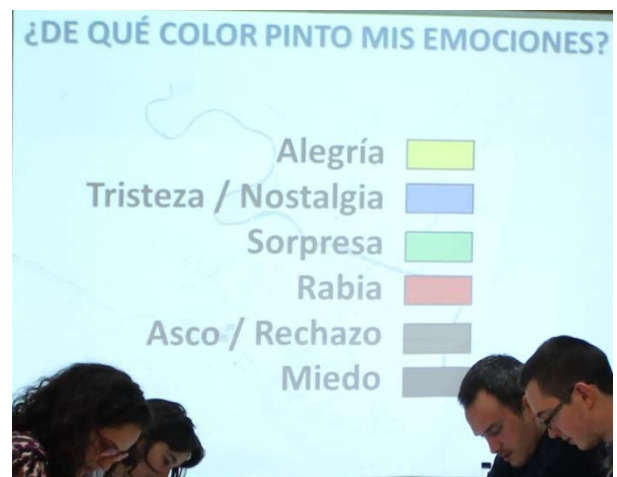 ¿DE QUÉ COLOR PINTO MIS EMOCIONES?
Alegría
Tristeza / Nostalgia
Sorpresa
Rabia
Asco / Rechazo
Miedo